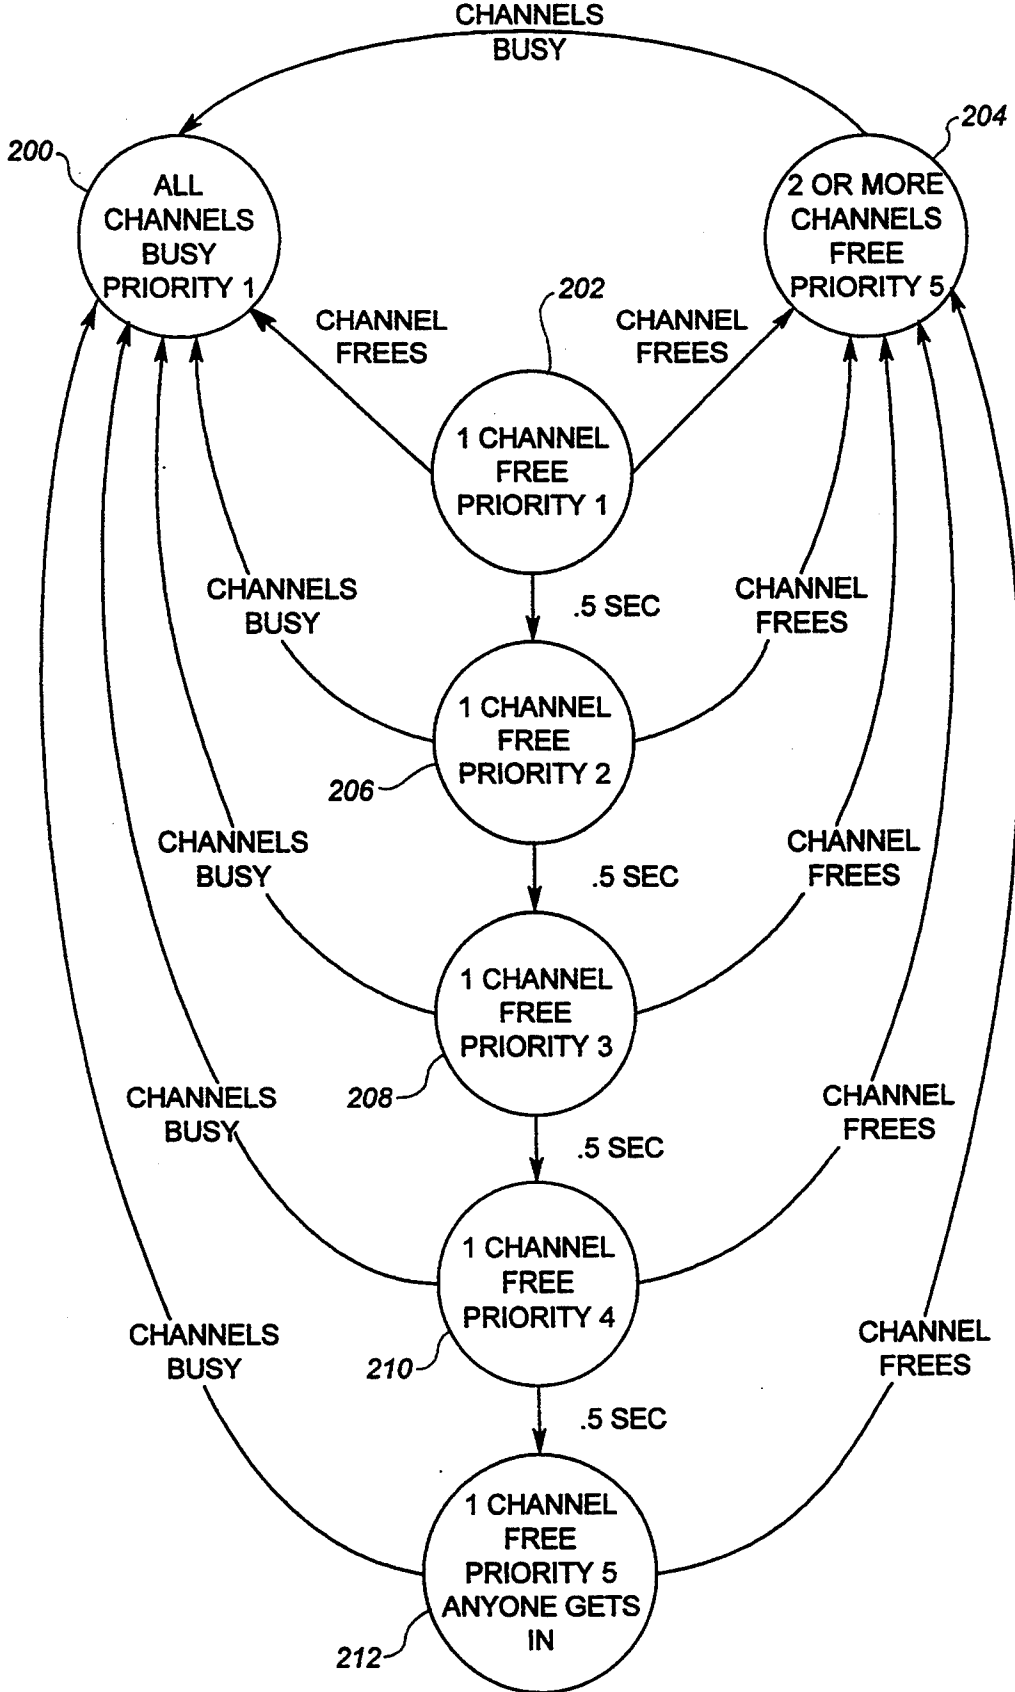 CHANNELS
BUSY
200
204
ALL
CHANNELS
BUSY
PRIORITY 1
2 OR MORE
CHANNELS
FREE
PRIORITY 5
202
CHANNEL
FREES
CHANNEL
FREES
1 CHANNEL
FREE
PRIORITY 1
CHANNELS
BUSY
.5 SEC
CHANNEL
FREES
1 CHANNEL
FREE
PRIORITY 2
206
CHANNELS
BUSY
.5 SEC
CHANNEL
FREES
1 CHANNEL
FREE
PRIORITY 3
208
CHANNELS
BUSY
.5 SEC
CHANNEL
FREES
1 CHANNEL
FREE
PRIORITY 4
210
CHANNELS
BUSY
.5 SEC
CHANNEL
FREES
1 CHANNEL
FREE
PRIORITY 5
ANYONE GETS
IN
212